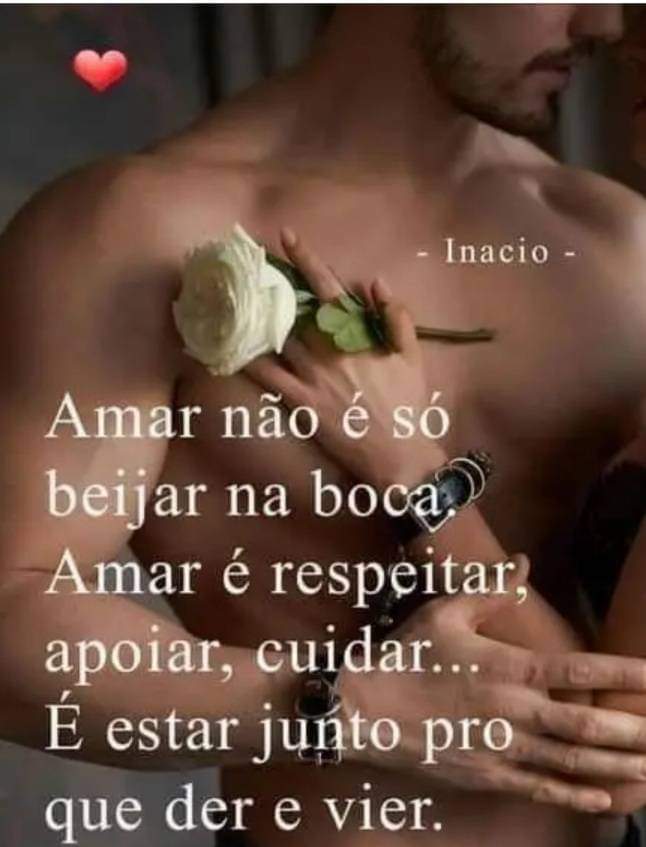 - Inacio -
Amar não é só
beijar na boca.
Amar é respeitar,
apoiar, cuidar...
É estar junto pro
que der e vier.